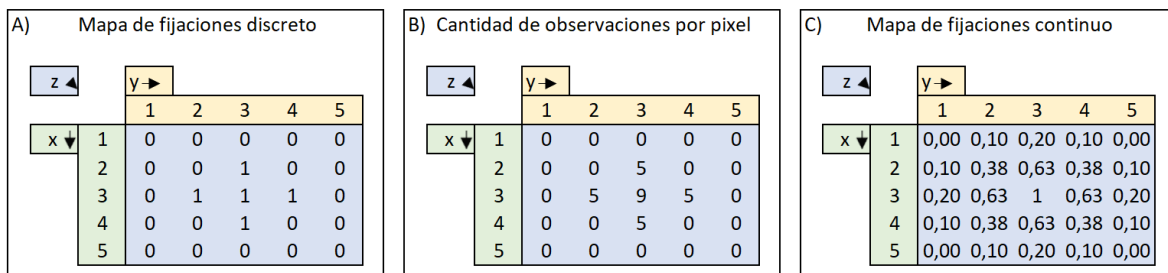 A) Mapa de fijaciones discreto
z
y
1 2 3 4 5
x 1 0 0 0 0 0
2 0 0 1 0 0
3 0 1 1 1 0
4 0 0 1 0 0
5 0 0 0 0 0
B) Cantidad de observaciones por pixel
z
y
1 2 3 4 5
x 1 0 0 0 0 0
2 0 0 5 0 0
3 0 5 9 5 0
4 0 0 5 0 0
5 0 0 0 0 0
C) Mapa de fijaciones continuo
z
y
1 2 3 4 5
x 1 0,00 0,10 0,20 0,10 0,00
2 0,10 0,38 0,63 0,38 0,10
3 0,20 0,63 1 0,63 0,20
4 0,10 0,38 0,63 0,38 0,10
5 0,00 0,10 0,20 0,10 0,00